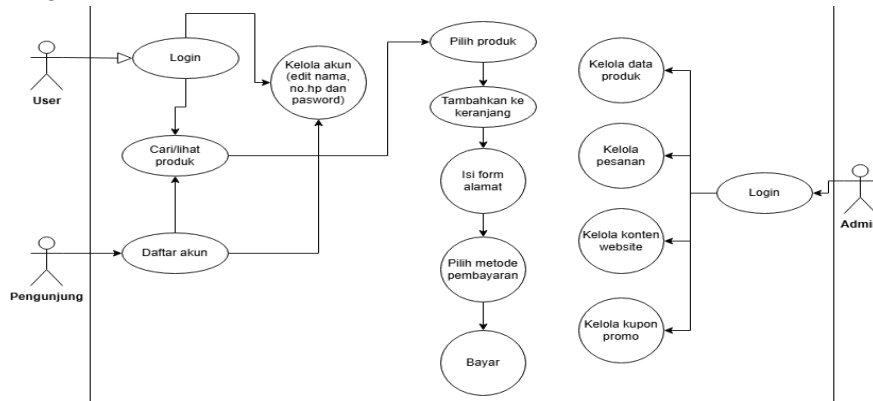 Login
User
Kelola akun
(edit nama,
no.hp dan
pasword)
Cari/lihat
produk
Daftar akun
Pengunjung
Pilih produk
Tambahkan ke
keranjang
Isi form
alamat
Pilih metode
pembayaran
Bayar
Kelola data
produk
Kelola
pesanan
Kelola konten
website
Kelola kupon
promo
Login
Admi